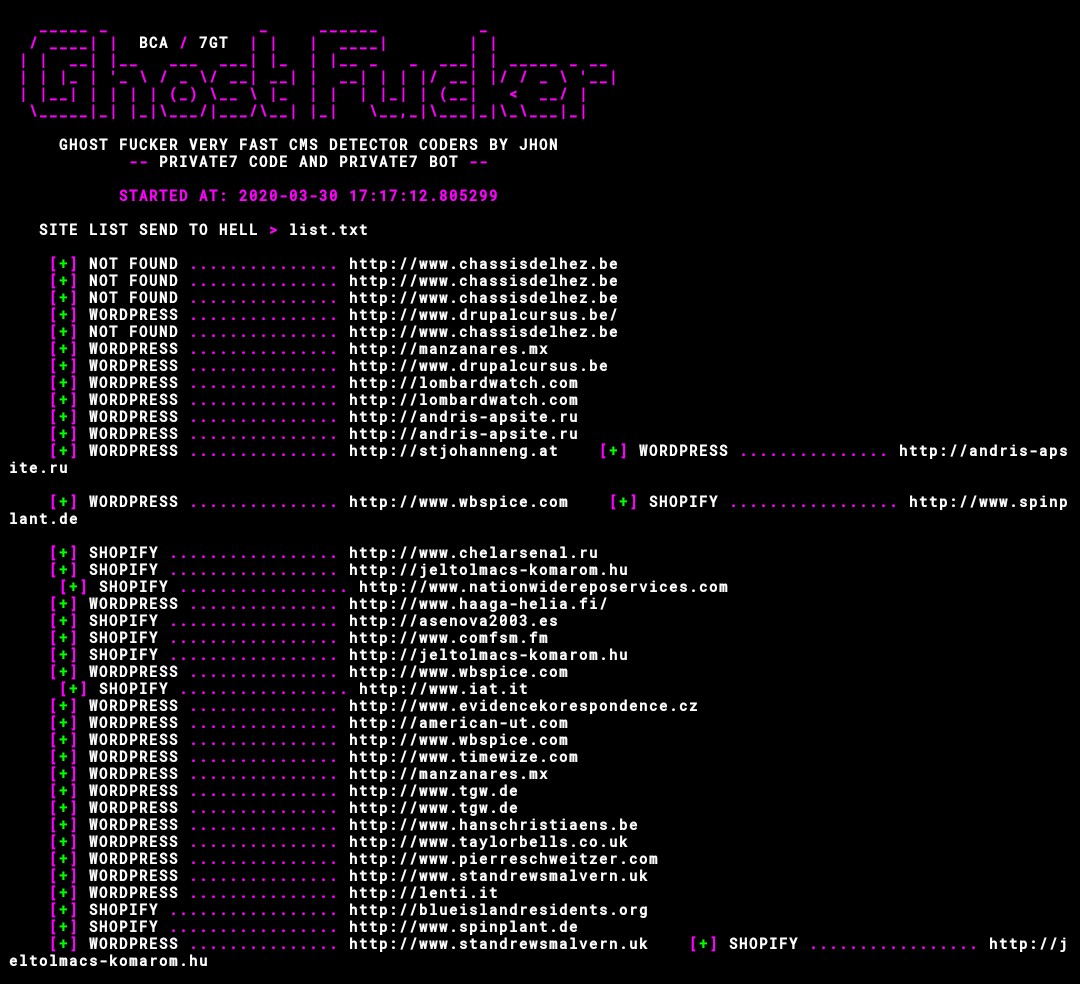 Ghost Fucker
BCA / 7GT
GHOST FUCKER VERY FAST CMS DETECTOR CODERS BY JHON
-- PRIVATE7 CODE AND PRIVATE7 BOT --
STARTED AT: 2020-03-30 17:17:12.805299
SITE LIST SEND TO HELL > list.txt
[+] NOT FOUND ............... http://www.chassisdelhez.be
[+] NOT FOUND ............... http://www.chassisdelhez.be
[+] NOT FOUND ............... http://www.chassisdelhez.be
[+] WORDPRESS ............... http://www.drupalcursus.be/
[+] NOT FOUND ............... http://www.chassisdelhez.be
[+] WORDPRESS ............... http://manzanares.mx
[+] WORDPRESS ............... http://www.drupalcursus.be
[+] WORDPRESS ............... http://lombardwatch.com
[+] WORDPRESS ............... http://lombardwatch.com
[+] WORDPRESS ............... http://andris-apsite.ru
[+] WORDPRESS ............... http://andris-apsite.ru
[+] WORDPRESS ............... http://stjohanneng.at    [+] WORDPRESS ............... http://andris-aps
ite.ru
[+] WORDPRESS ............... http://www.wbspice.com    [+] SHOPIFY ................. http://www.spinp
lant.de
[+] SHOPIFY ................. http://www.chelarsenal.ru
[+] SHOPIFY ................. http://jeltolmacs-komarom.hu
[+] SHOPIFY ................. http://www.nationwidereposervices.com
[+] WORDPRESS ............... http://www.haaga-helia.fi/
[+] SHOPIFY ................. http://asenova2003.es
[+] SHOPIFY ................. http://www.comfsm.fm
[+] SHOPIFY ................. http://jeltolmacs-komarom.hu
[+] WORDPRESS ............... http://www.wbspice.com
[+] SHOPIFY ................. http://www.iat.it
[+] WORDPRESS ............... http://www.evidencekorespondence.cz
[+] WORDPRESS ............... http://american-ut.com
[+] WORDPRESS ............... http://www.wbspice.com
[+] WORDPRESS ............... http://www.timewize.com
[+] WORDPRESS ............... http://manzanares.mx
[+] WORDPRESS ............... http://www.tgw.de
[+] WORDPRESS ............... http://www.tgw.de
[+] WORDPRESS ............... http://www.hanschristiaens.be
[+] WORDPRESS ............... http://www.taylorbells.co.uk
[+] WORDPRESS ............... http://www.pierreschweitzer.com
[+] WORDPRESS ............... http://www.standrewsmalvern.uk
[+] WORDPRESS ............... http://lenti.it
[+] SHOPIFY ................. http://blueislandresidents.org
[+] SHOPIFY ................. http://www.spinplant.de
[+] WORDPRESS ............... http://www.standrewsmalvern.uk    [+] SHOPIFY ................. http://j
eltolmacs-komarom.hu